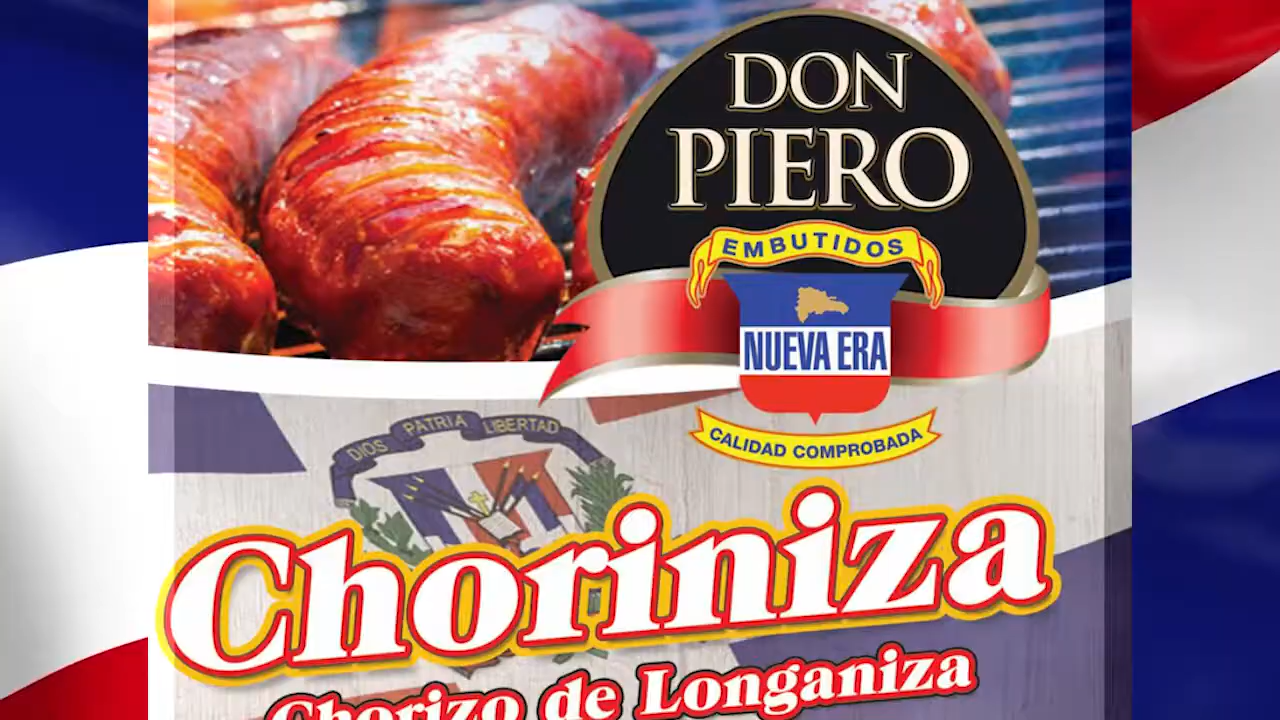 DON
PIERO
EMBUTIDOS
NUEVA ERA
CALIDAD COMPROBADA
DIOS PATRIA LIBERTAD
Choriniza
Chorizo de Longaniza